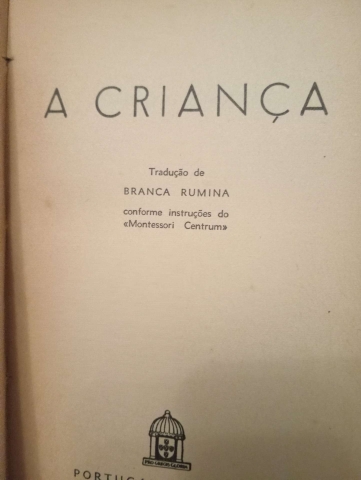 A CRIANÇA
Tradução de
BRANCA RUMINA
conforme instruções do
«Montessori Centrum»